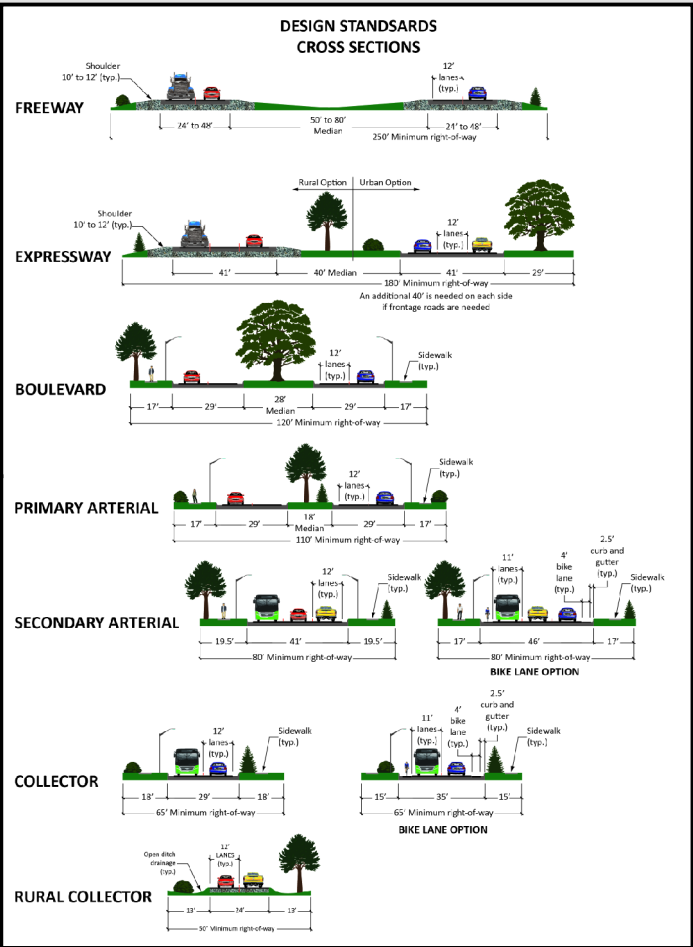 DESIGN STANDSARDS
CROSS SECTIONS
FREEWAY
Shoulder
10' to 12' (typ.)
12'
lanes
(typ.)
24' to 48'
50' to 80'
Median
24' to 48'
250' Minimum right-of-way
EXPRESSWAY
Rural Option
Urban Option
Shoulder
10' to 12' (typ.)
12'
lanes
(typ.)
41'
40' Median
41'
29'
180' Minimum right-of-way
An additional 40' is needed on each side
if frontage roads are needed
BOULEVARD
12'
lanes
(typ.)
Sidewalk
(typ.)
17'
29'
28'
Median
29'
17'
120' Minimum right-of-way
PRIMARY ARTERIAL
12'
lanes
(typ.)
Sidewalk
(typ.)
17'
29'
18'
Median
29'
17'
110' Minimum right-of-way
SECONDARY ARTERIAL
12'
lanes
(typ.)
Sidewalk
(typ.)
19.5'
41'
19.5'
80' Minimum right-of-way
11'
lanes
(typ.)
4'
bike
lane
(typ.)
2.5'
curb and
gutter
(typ.)
Sidewalk
(typ.)
17'
46'
17'
80' Minimum right-of-way
BIKE LANE OPTION
COLLECTOR
12'
lanes
(typ.)
Sidewalk
(typ.)
18'
29'
18'
65' Minimum right-of-way
11'
lanes
(typ.)
4'
bike
lane
(typ.)
2.5'
curb and
gutter
(typ.)
Sidewalk
(typ.)
15'
35'
15'
65' Minimum right-of-way
BIKE LANE OPTION
RURAL COLLECTOR
Open ditch
drainage
(typ.)
12'
LANES
(typ.)
13'
24'
13'
50' Minimum right-of-way